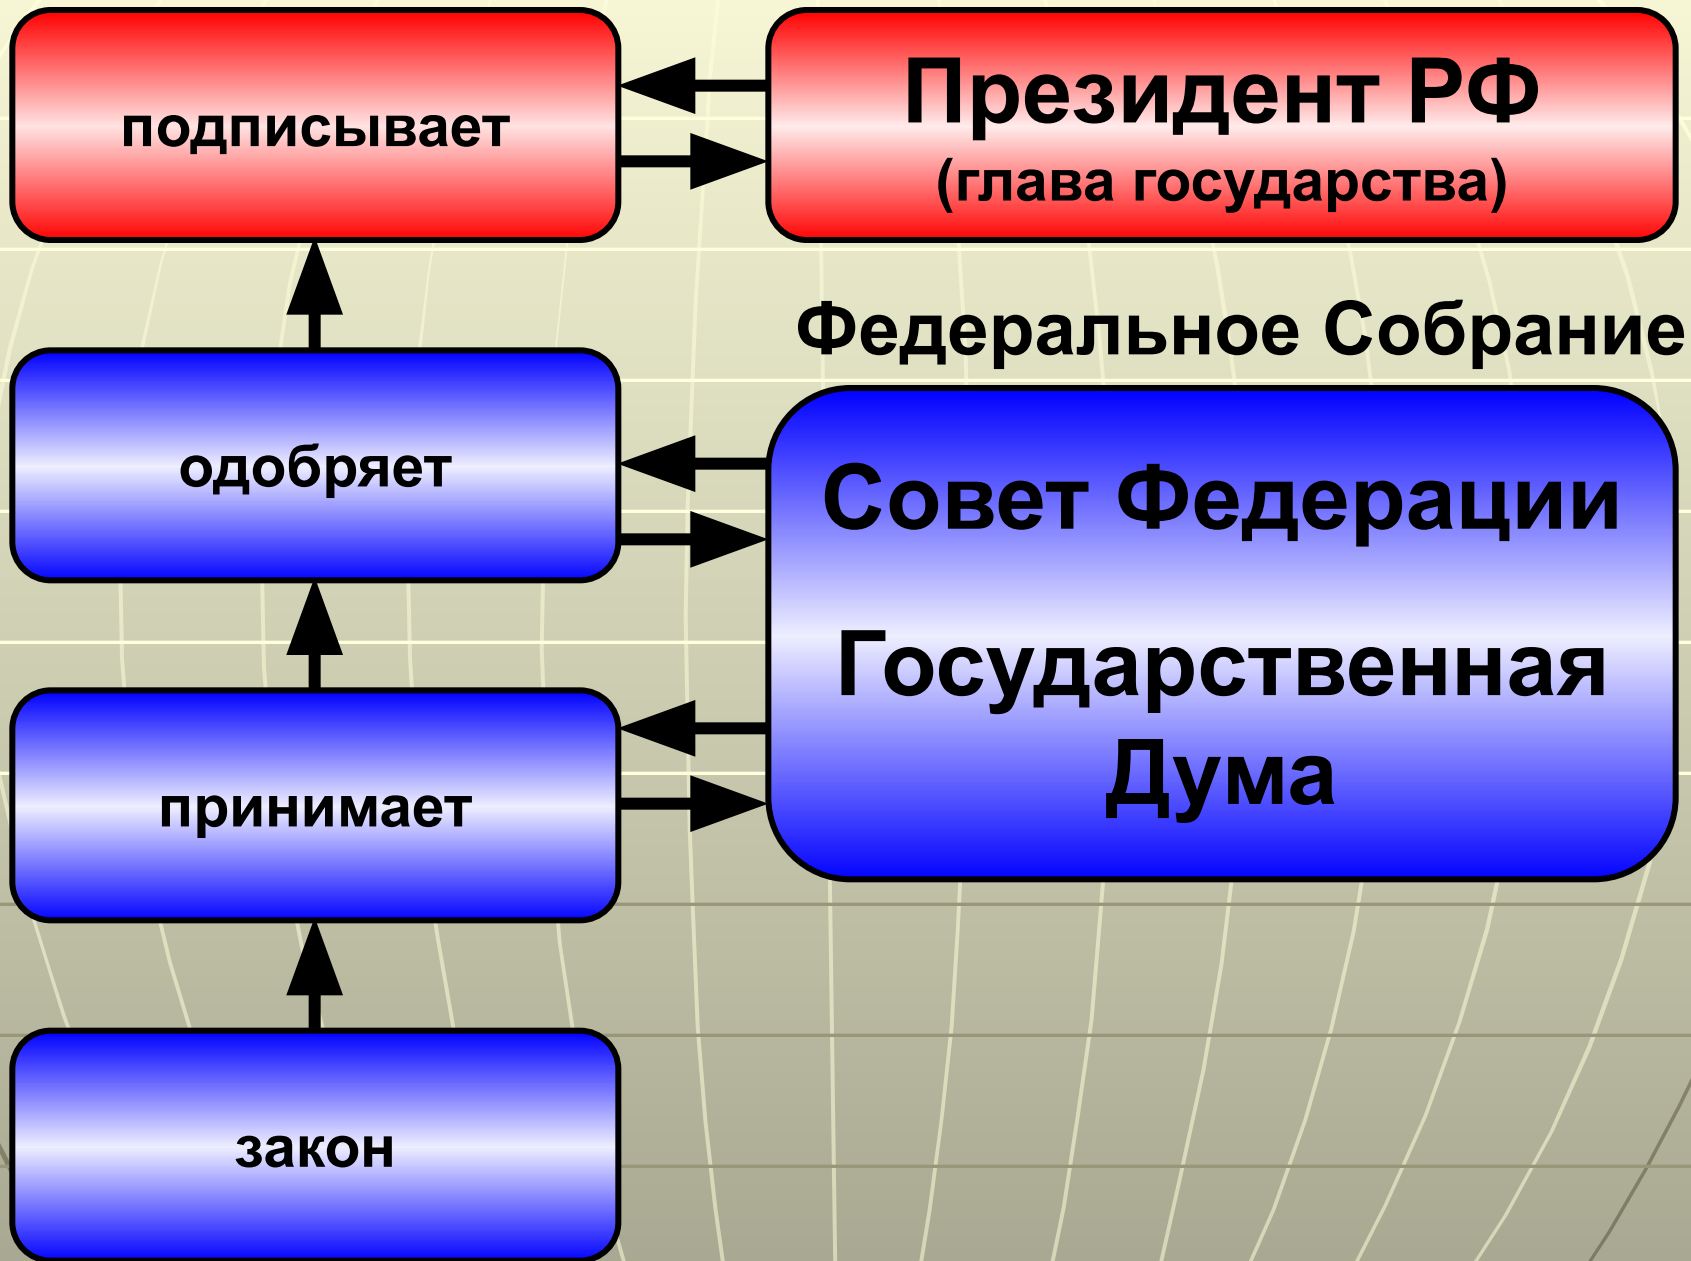 подписывает
Президент РФ
(глава государства)
Федеральное Собрание
одобряет
Совет Федерации
Государственная
Дума
принимает
закон